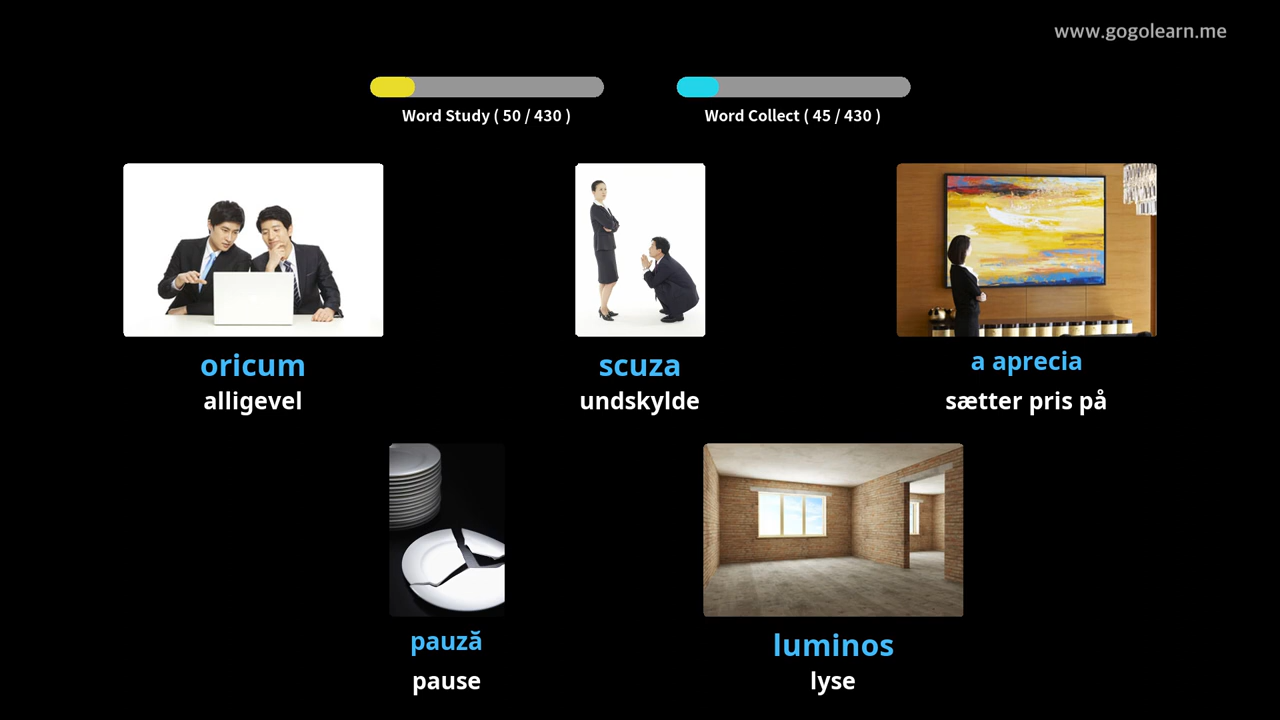 www.gogolearn.me
Word Study ( 50 / 430 )
Word Collect ( 45 / 430 )
oricum
alligevel
scuza
undskylde
a aprecia
sætter pris på
pauză
pause
luminos
lyse